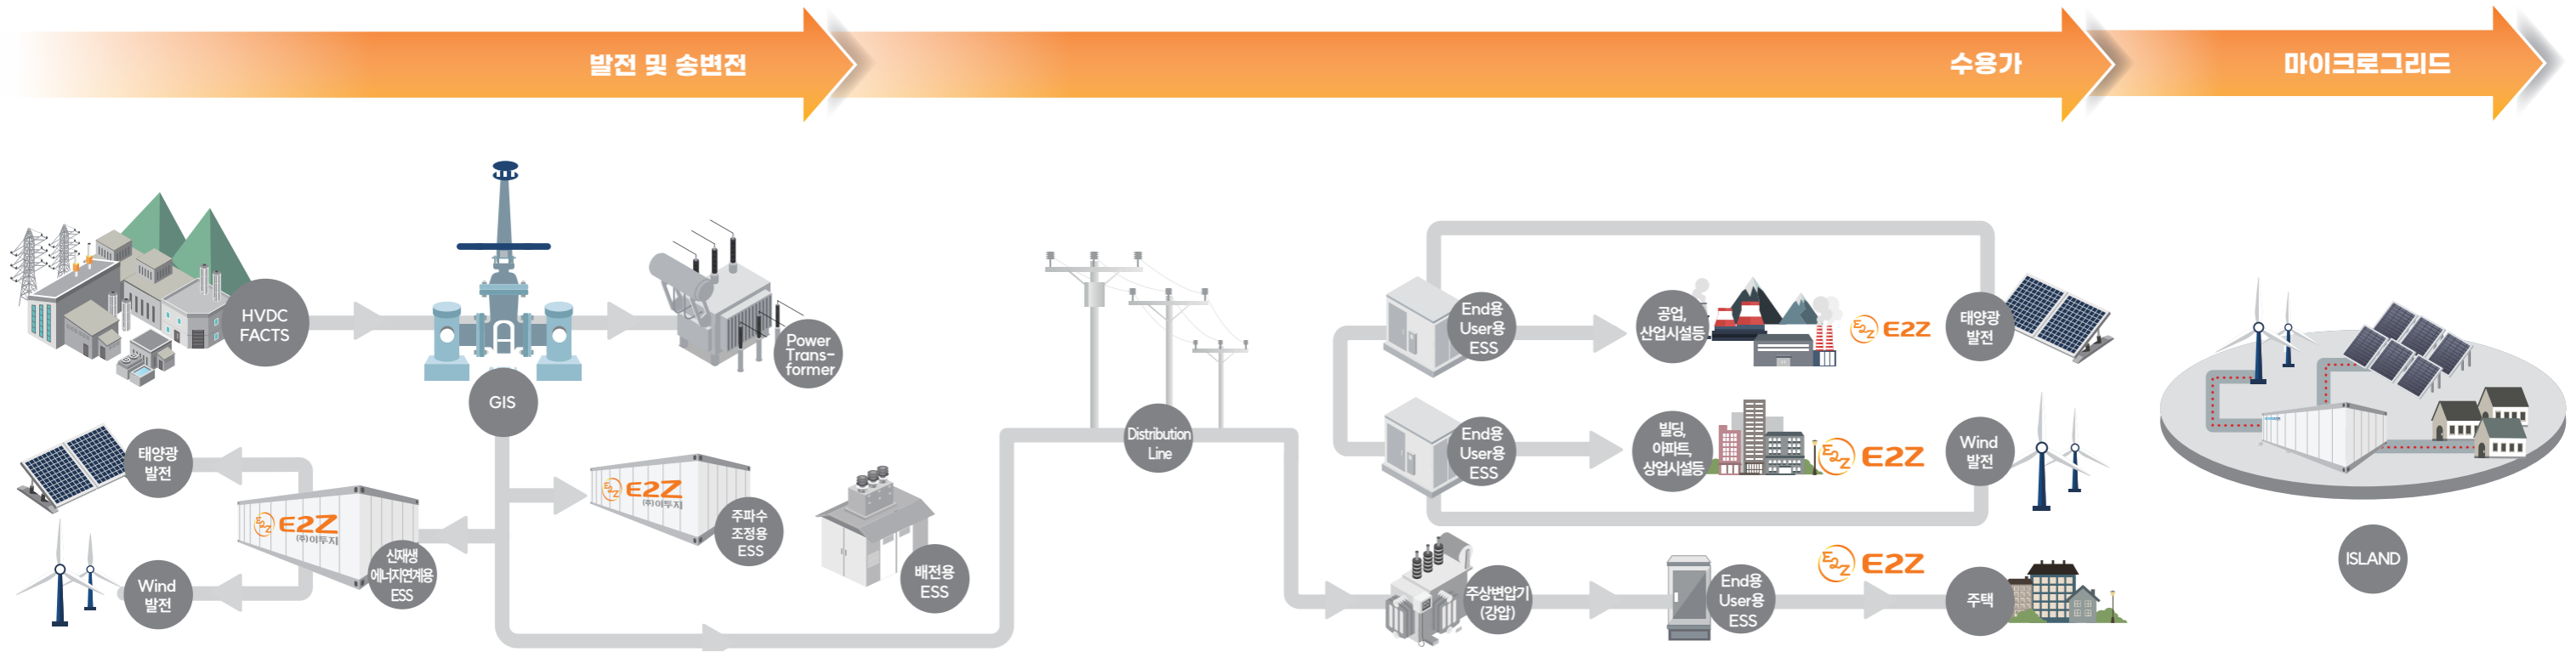 발전 및 송변전
수용가
마이크로그리드
HVDC
FACTS
GIS
Power
Trans-
former
태양광
발전
Wind
발전
E2Z
E2Z
(주)이투지
신재생
에너지연계용
ESS
E2Z
E2Z
(주)이투지
주파수
조정용
ESS
배전용
ESS
Distribution
Line
End용
User용
ESS
공업,
산업시설등
E2Z
E2Z
태양광
발전
End용
User용
ESS
빌딩,
아파트,
상업시설등
E2Z
E2Z
Wind
발전
주상변압기
(강압)
End용
User용
ESS
E2Z
E2Z
주택
ISLAND